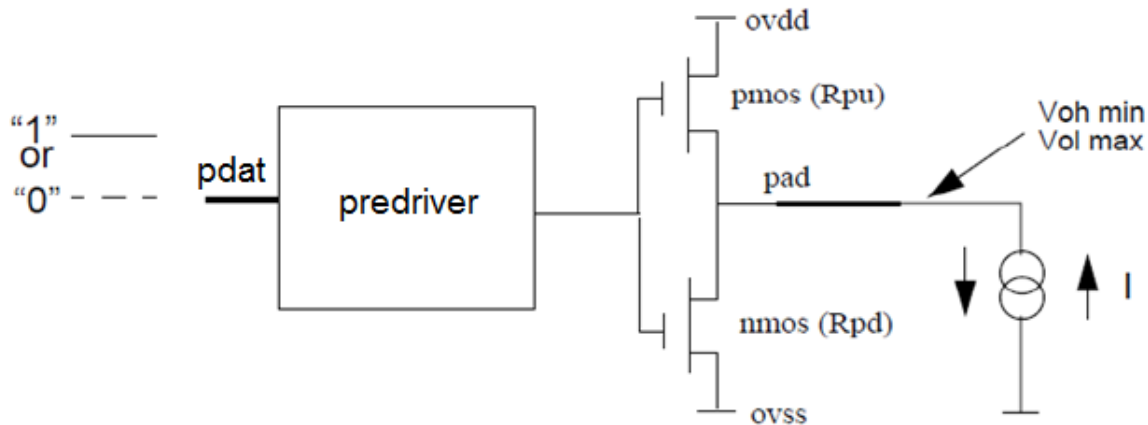 ovdd
pmos (Rpu)
Voh min
Vol max
“1”
or
“0”
pdat
predriver
pad
nmos (Rpd)
I
ovss